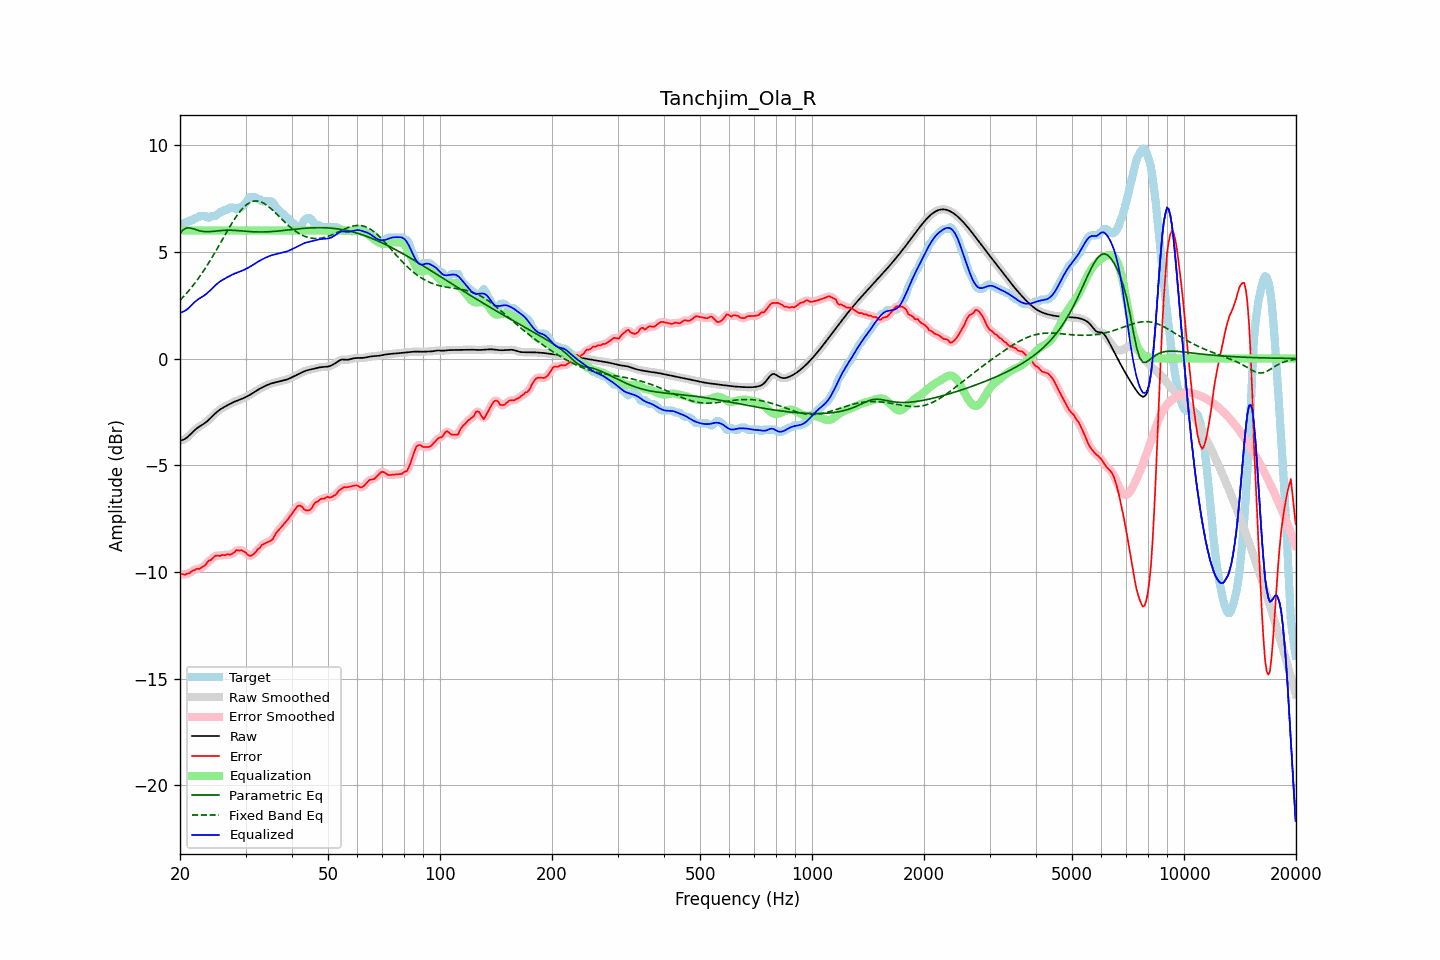 Tanchjim_Ola_R
10
5
0
−5
−10
−15
−20
Amplitude (dBr)
Target
Raw Smoothed
Error Smoothed
Raw
Error
Equalization
Parametric Eq
Fixed Band Eq
Equalized
20
50
100
200
500
1000
2000
5000
10000
20000
Frequency (Hz)